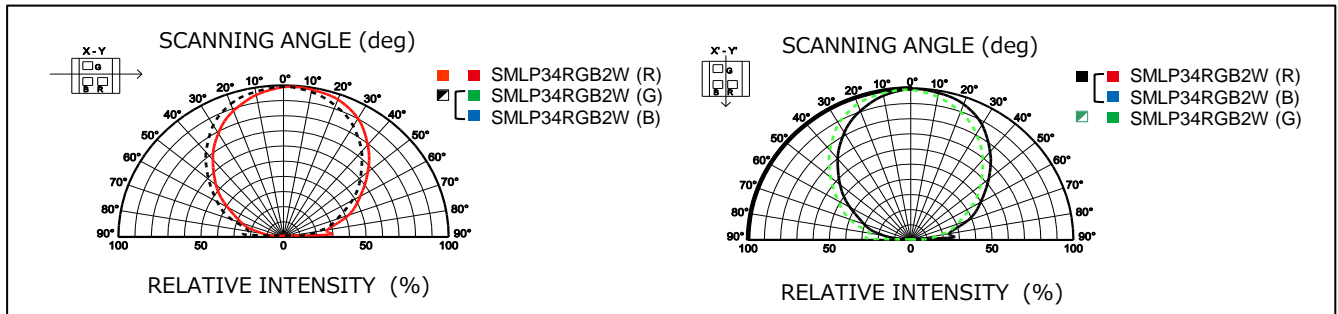 X - Y
G
B R
SCANNING ANGLE (deg)
0°
10° 10°
20° 20°
30° 30°
40° 40°
50° 50°
60° 60°
70° 70°
80° 80°
90° 90°
100 50 0 50 100
RELATIVE INTENSITY (%)
SMLP34RGB2W (R)
SMLP34RGB2W (G)
SMLP34RGB2W (B)
X' - Y'
G
B R
SCANNING ANGLE (deg)
0°
10° 10°
20° 20°
30° 30°
40° 40°
50° 50°
60° 60°
70° 70°
80° 80°
90° 90°
100 50 0 50 100
RELATIVE INTENSITY (%)
SMLP34RGB2W (R)
SMLP34RGB2W (B)
SMLP34RGB2W (G)